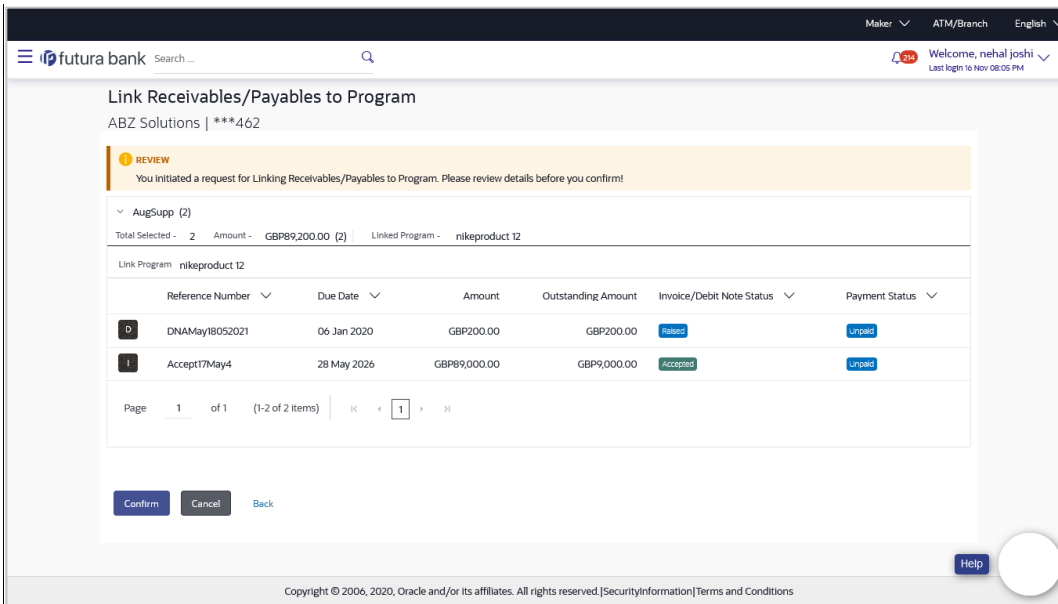 Maker ATM/Branch English
futura bank Search ... 214 Welcome, nehal joshi
Last login 16 Nov 08:05 PM
Link Receivables/Payables to Program
ABZ Solutions | ***462
REVIEW
You initiated a request for Linking Receivables/Payables to Program. Please review details before you confirm!
AugSupp (2)
Total Selected - 2 Amount - GBP89,200.00 (2) Linked Program - nikeproduct 12
Link Program nikeproduct 12
Reference Number Due Date Amount Outstanding Amount Invoice/Debit Note Status Payment Status
D DNAMay18052021 06 Jan 2020 GBP200.00 GBP200.00 Raised Unpaid
I Accept17May4 28 May 2026 GBP89,000.00 GBP9,000.00 Accepted Unpaid
Page 1 of 1 (1-2 of 2 items) 1
Confirm Cancel Back
Help
Copyright © 2006, 2020, Oracle and/or its affiliates. All rights reserved.|SecurityInformation|Terms and Conditions